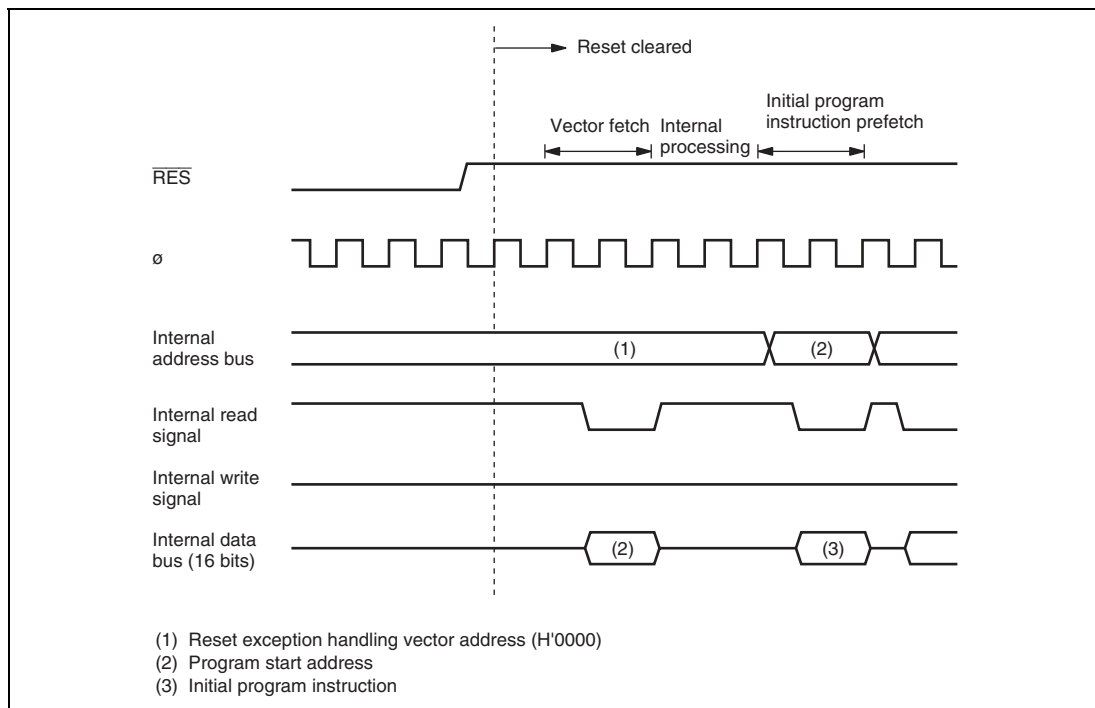 Reset cleared
Initial program
instruction prefetch
Vector fetch
Internal
processing
RES
ø
Internal
address bus
(1)
(2)
Internal read
signal
Internal write
signal
Internal data
bus (16 bits)
(2)
(3)
(1) Reset exception handling vector address (H'0000)
(2) Program start address
(3) Initial program instruction